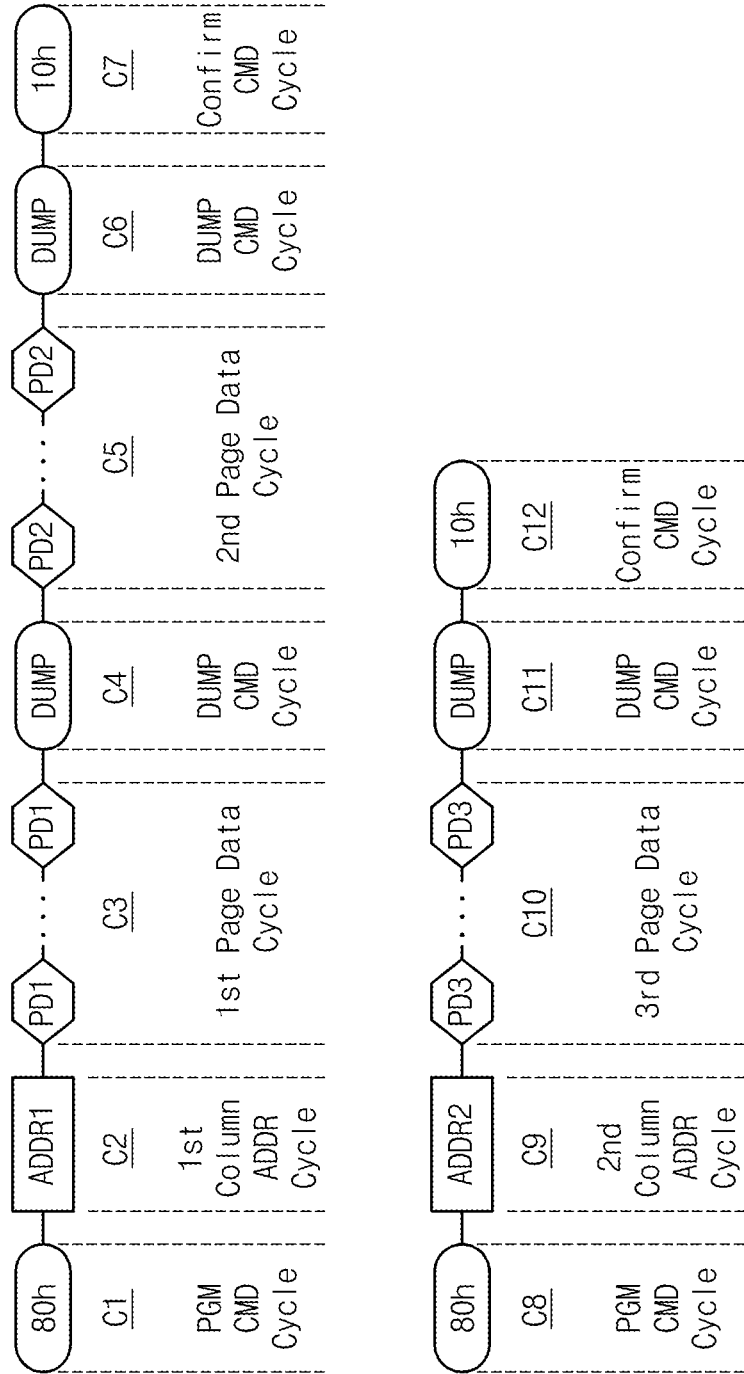 80h ADDR1 PD1 ···· PD1 DUMP PD2 ···· PD2 DUMP 10h
C1 C2 C3 C4 C5 C6 C7
PGM CMD Cycle
1st Column ADDR Cycle
1st Page Data Cycle
DUMP CMD Cycle
2nd Page Data Cycle
DUMP CMD Cycle
Confirm CMD Cycle
80h ADDR2 PD3 ···· PD3 DUMP 10h
C8 C9 C10 C11 C12
PGM CMD Cycle
2nd Column ADDR Cycle
3rd Page Data Cycle
DUMP CMD Cycle
Confirm CMD Cycle